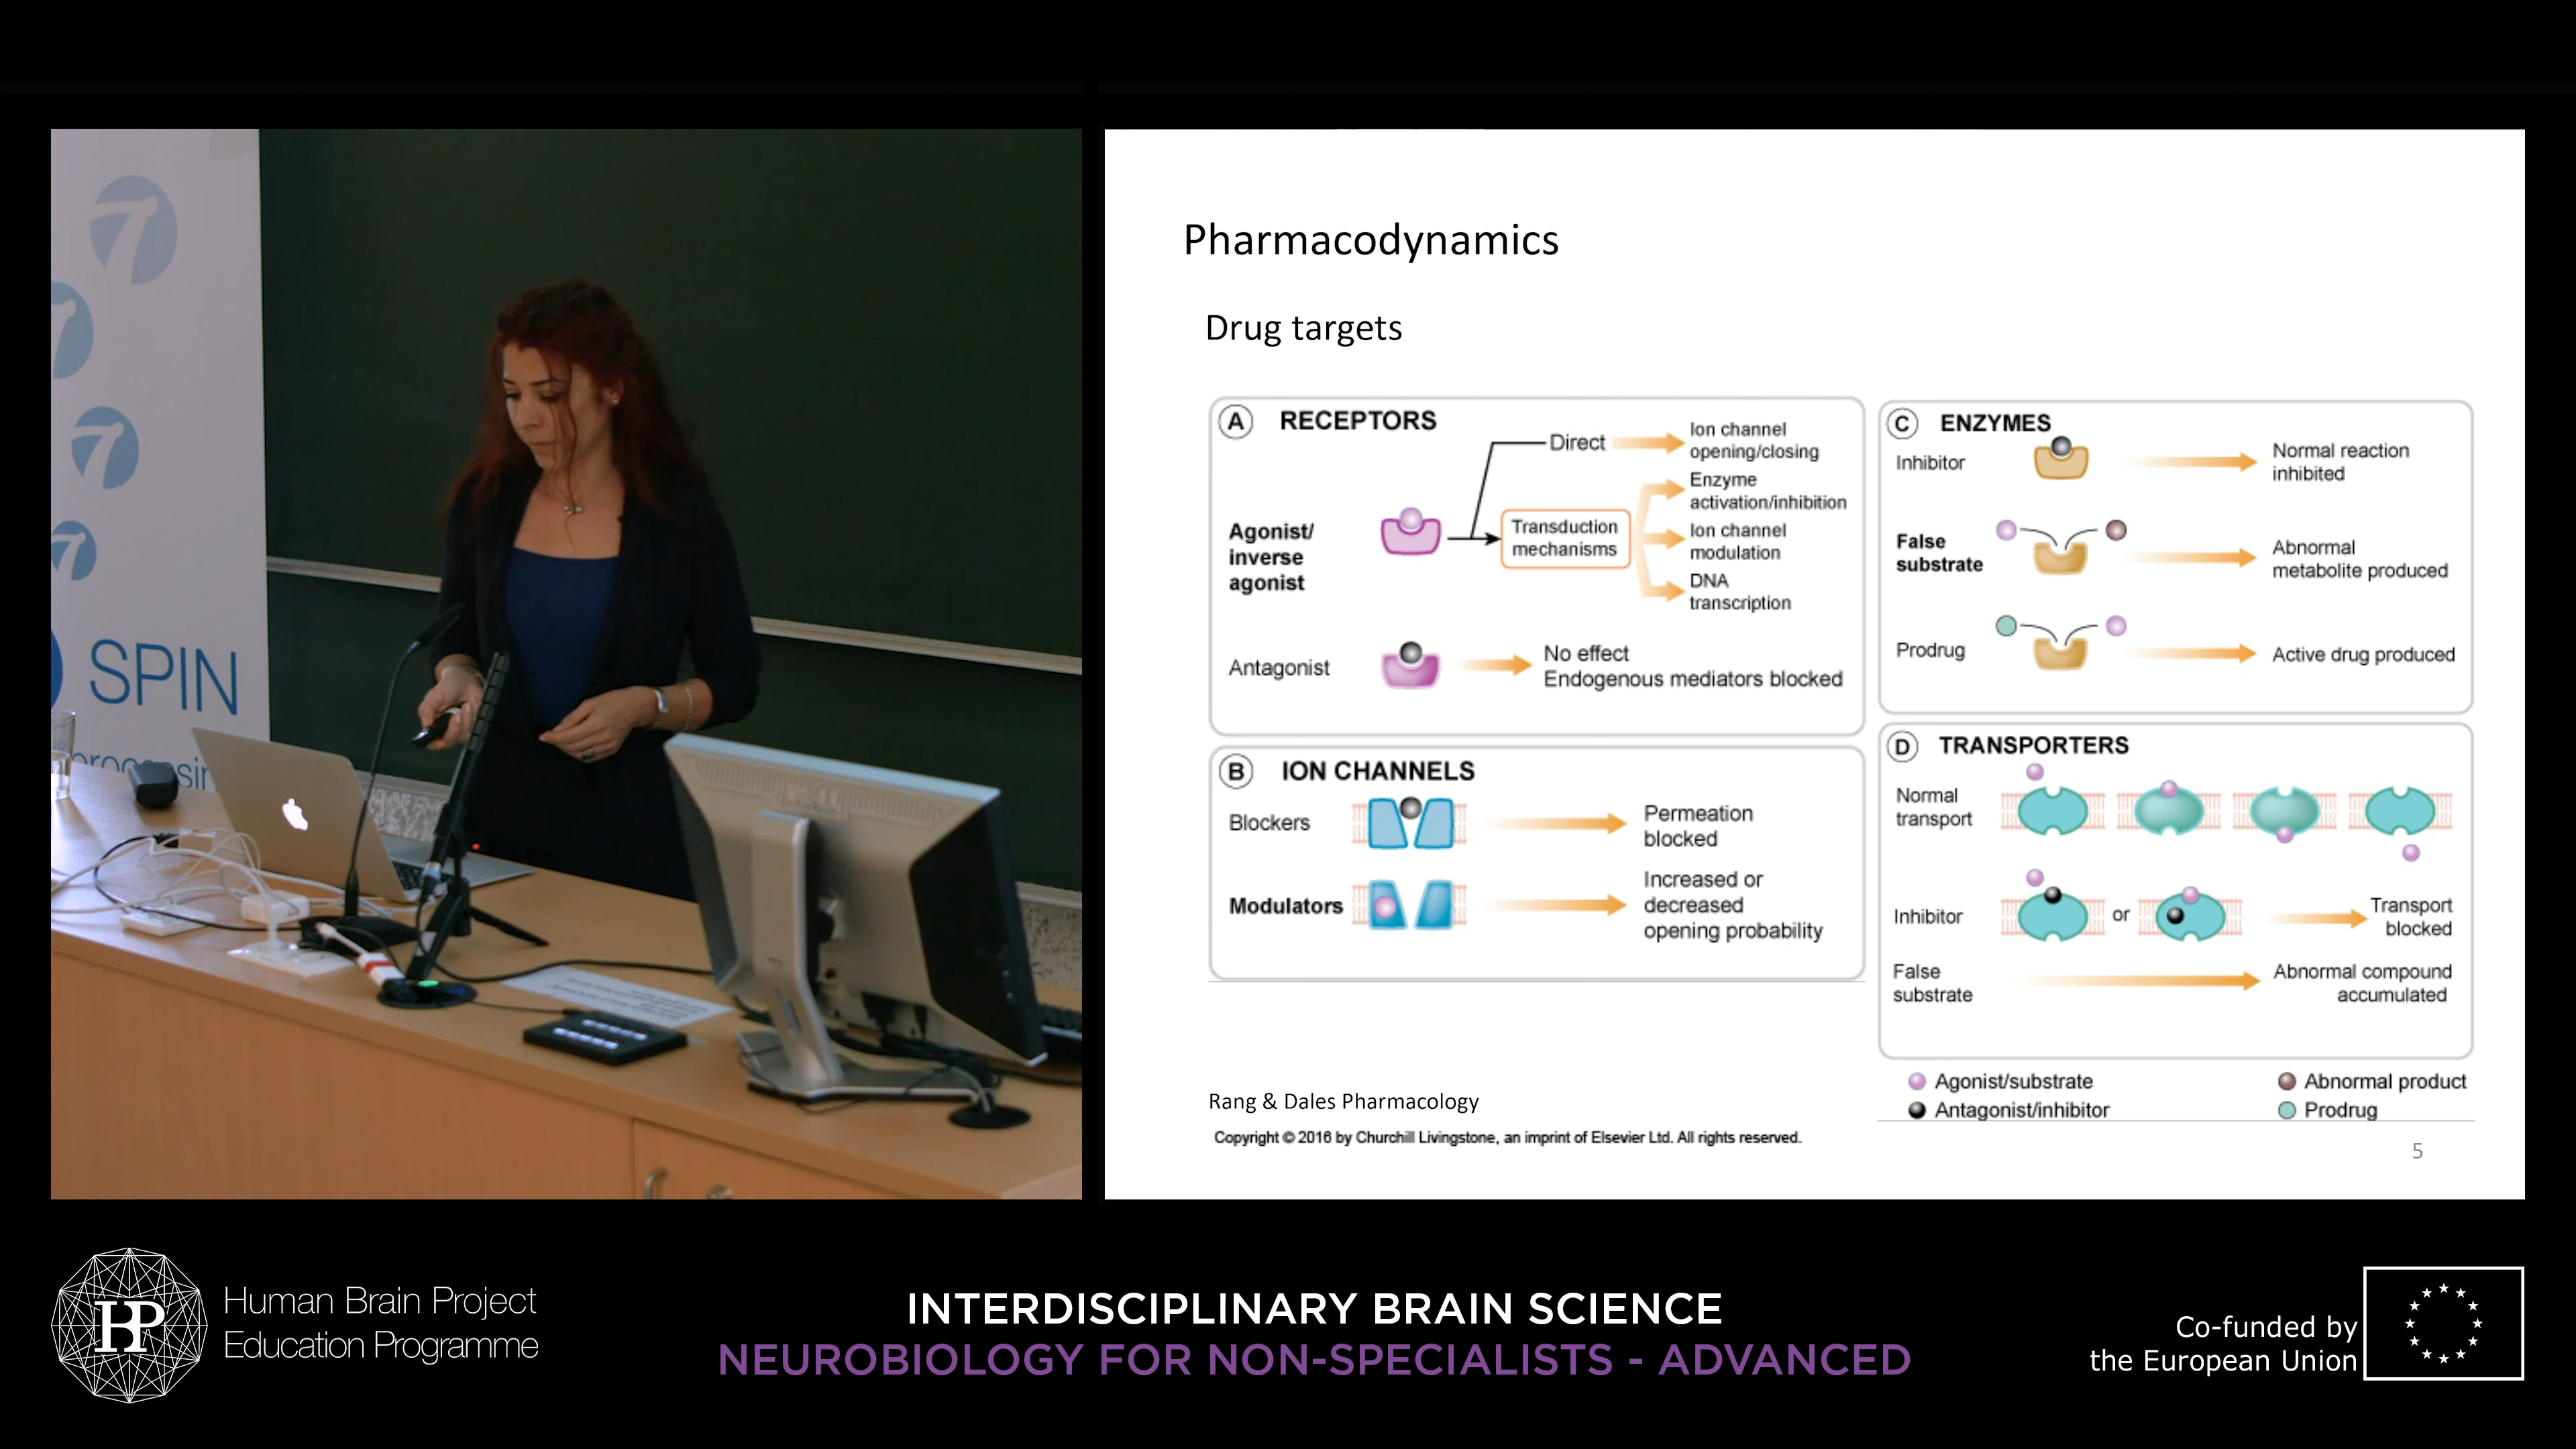 SPIN
Pharmacodynamics
Drug targets
A RECEPTORS
Direct
Ion channel
opening/closing
Enzyme
activation/inhibition
Agonist/
inverse
agonist
Transduction
mechanisms
Ion channel
modulation
DNA
transcription
Antagonist
No effect
Endogenous mediators blocked
B ION CHANNELS
Blockers
Permeation
blocked
Modulators
Increased or
decreased
opening probability
C ENZYMES
Inhibitor
Normal reaction
inhibited
False
substrate
Abnormal
metabolite produced
Prodrug
Active drug produced
D TRANSPORTERS
Normal
transport
Inhibitor
or
Transport
blocked
False
substrate
Abnormal compound
accumulated
Agonist/substrate
Abnormal product
Antagonist/inhibitor
Prodrug
Rang & Dales Pharmacology
Copyright © 2016 by Churchill Livingstone, an imprint of Elsevier Ltd. All rights reserved.
5
HP
Human Brain Project
Education Programme
INTERDISCIPLINARY BRAIN SCIENCE
NEUROBIOLOGY FOR NON-SPECIALISTS - ADVANCED
Co-funded by
the European Union